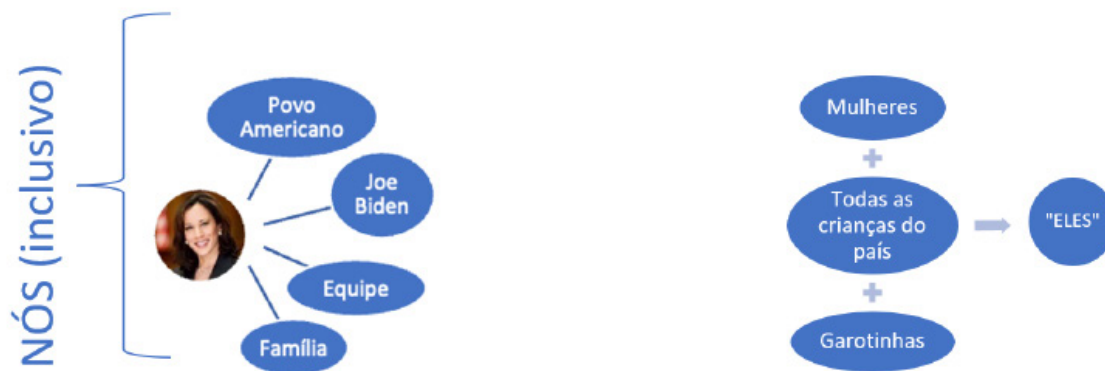 NÓS (inclusivo)
Povo
Americano
Joe
Biden
Equipe
Família
Mulheres
Todas as
crianças do
país
Garotinhas
"ELES"